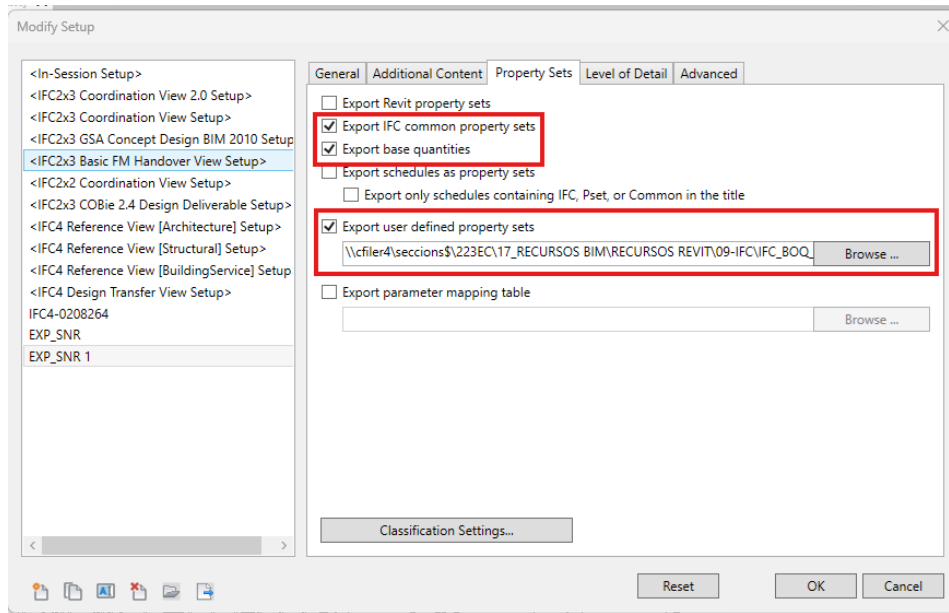 Modify Setup
<In-Session Setup>
<IFC2x3 Coordination View 2.0 Setup>
<IFC2x3 Coordination View Setup>
<IFC2x3 GSA Concept Design BIM 2010 Setup
<IFC2x3 Basic FM Handover View Setup>
<IFC2x2 Coordination View Setup>
<IFC2x3 COBie 2.4 Design Deliverable Setup>
<IFC4 Reference View [Architecture] Setup>
<IFC4 Reference View [Structural] Setup>
<IFC4 Reference View [BuildingService] Setup
<IFC4 Design Transfer View Setup>
IFC4-0208264
EXP_SNR
EXP_SNR 1
General Additional Content Property Sets Level of Detail Advanced
Export Revit property sets
Export IFC common property sets
Export base quantities
Export schedules as property sets
Export only schedules containing IFC, Pset, or Common in the title
Export user defined property sets
\\cfiler4\seccions$\223EC\17_RECURSOS BIM\RECURSOS REVIT\09-IFC\IFC_BOQ_ Browse ...
Export parameter mapping table
Browse ...
Classification Settings...
Reset OK Cancel